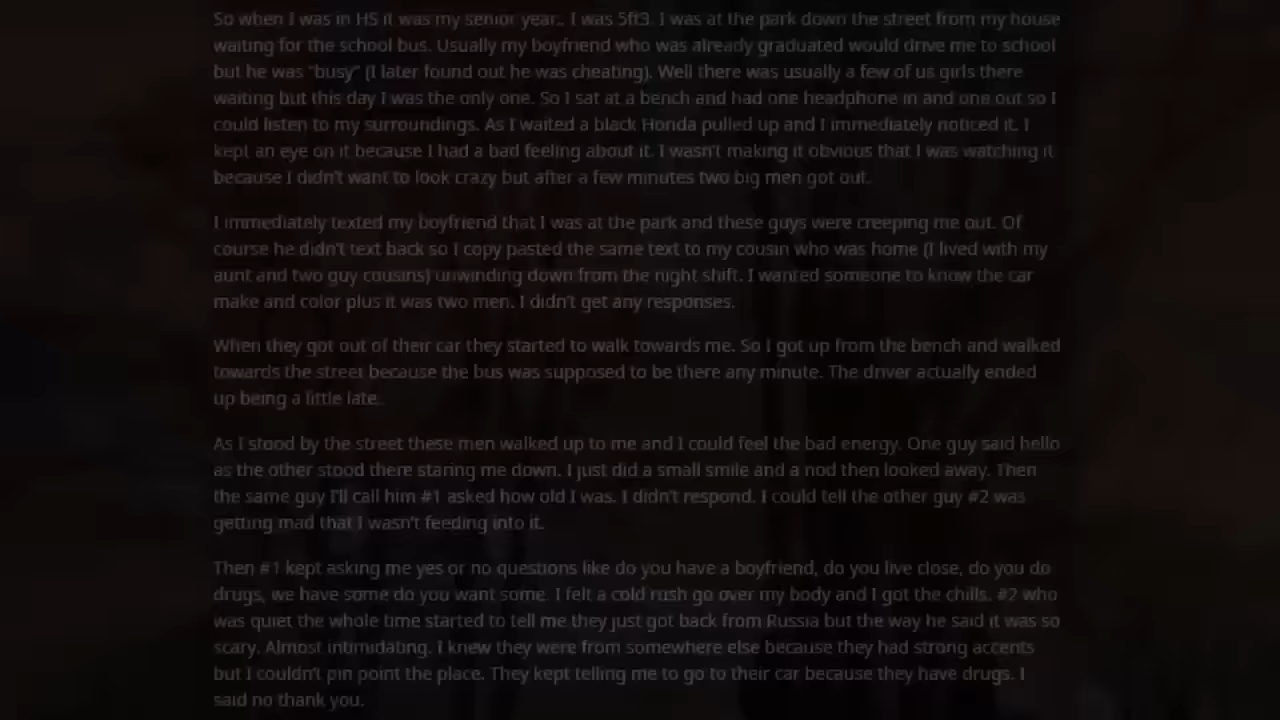 So when I was in HS it was my senior year.. I was 5ft3. I was at the park down the street from my house
waiting for the school bus. Usually my boyfriend who was already graduated would drive me to school
but he was "busy" (I later found out he was cheating). Well there was usually a few of us girls there
waiting but this day I was the only one. So I sat at a bench and had one headphone in and one out so I
could listen to my surroundings. As I waited a black Honda pulled up and I immediately noticed it. I
kept an eye on it because I had a bad feeling about it. I wasn't making it obvious that I was watching it
because I didn't want to look crazy but after a few minutes two big men got out.
I immediately texted my boyfriend that I was at the park and these guys were creeping me out. Of
course he didn't text back so I copy pasted the same text to my cousin who was home (I lived with my
aunt and two guy cousins) unwinding down from the night shift. I wanted someone to know the car
make and color plus it was two men. I didn't get any responses.
When they got out of their car they started to walk towards me. So I got up from the bench and walked
towards the street because the bus was supposed to be there any minute. The driver actually ended
up being a little late.
As I stood by the street these men walked up to me and I could feel the bad energy. One guy said hello
as the other stood there staring me down. I just did a small smile and a nod then looked away. Then
the same guy I'll call him #1 asked how old I was. I didn't respond. I could tell the other guy #2 was
getting mad that I wasn't feeding into it.
Then #1 kept asking me yes or no questions like do you have a boyfriend, do you live close, do you do
drugs, we have some do you want some. I felt a cold rush go over my body and I got the chills. #2 who
was quiet the whole time started to tell me they just got back from Russia but the way he said it was so
scary. Almost intimidating. I knew they were from somewhere else because they had strong accents
but I couldn't pin point the place. They kept telling me to go to their car because they have drugs. I
said no thank you.